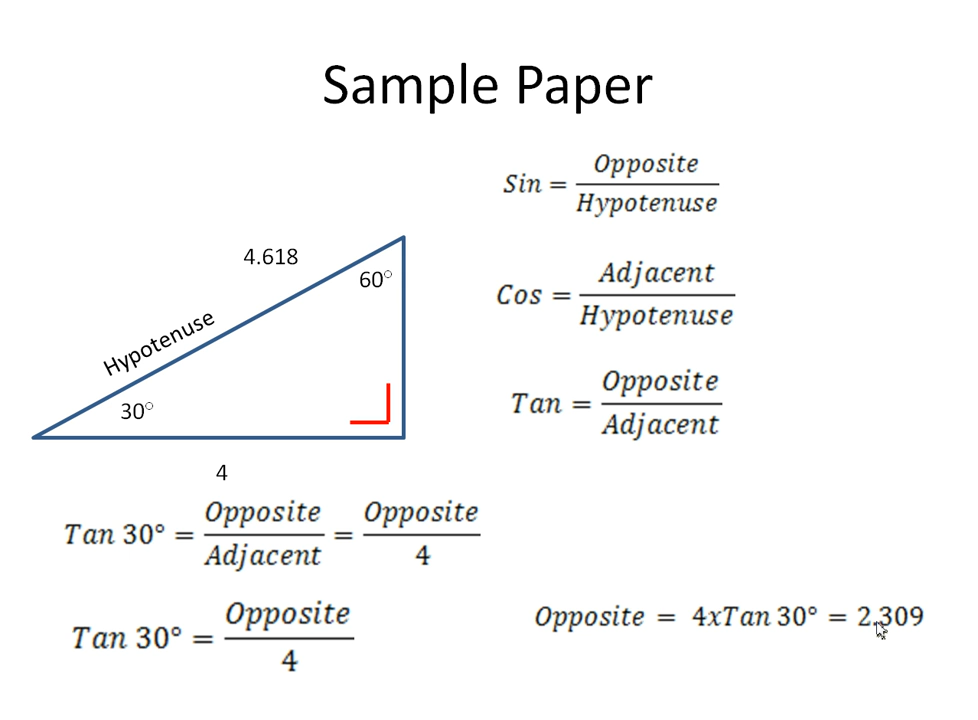 Sample Paper
Sin = Opposite / Hypotenuse
4.618
60°
Cos = Adjacent / Hypotenuse
Hypotenuse
30°
Tan = Opposite / Adjacent
4
Tan 30° = Opposite / Adjacent = Opposite / 4
Tan 30° = Opposite / 4
Opposite = 4xTan 30° = 2.309